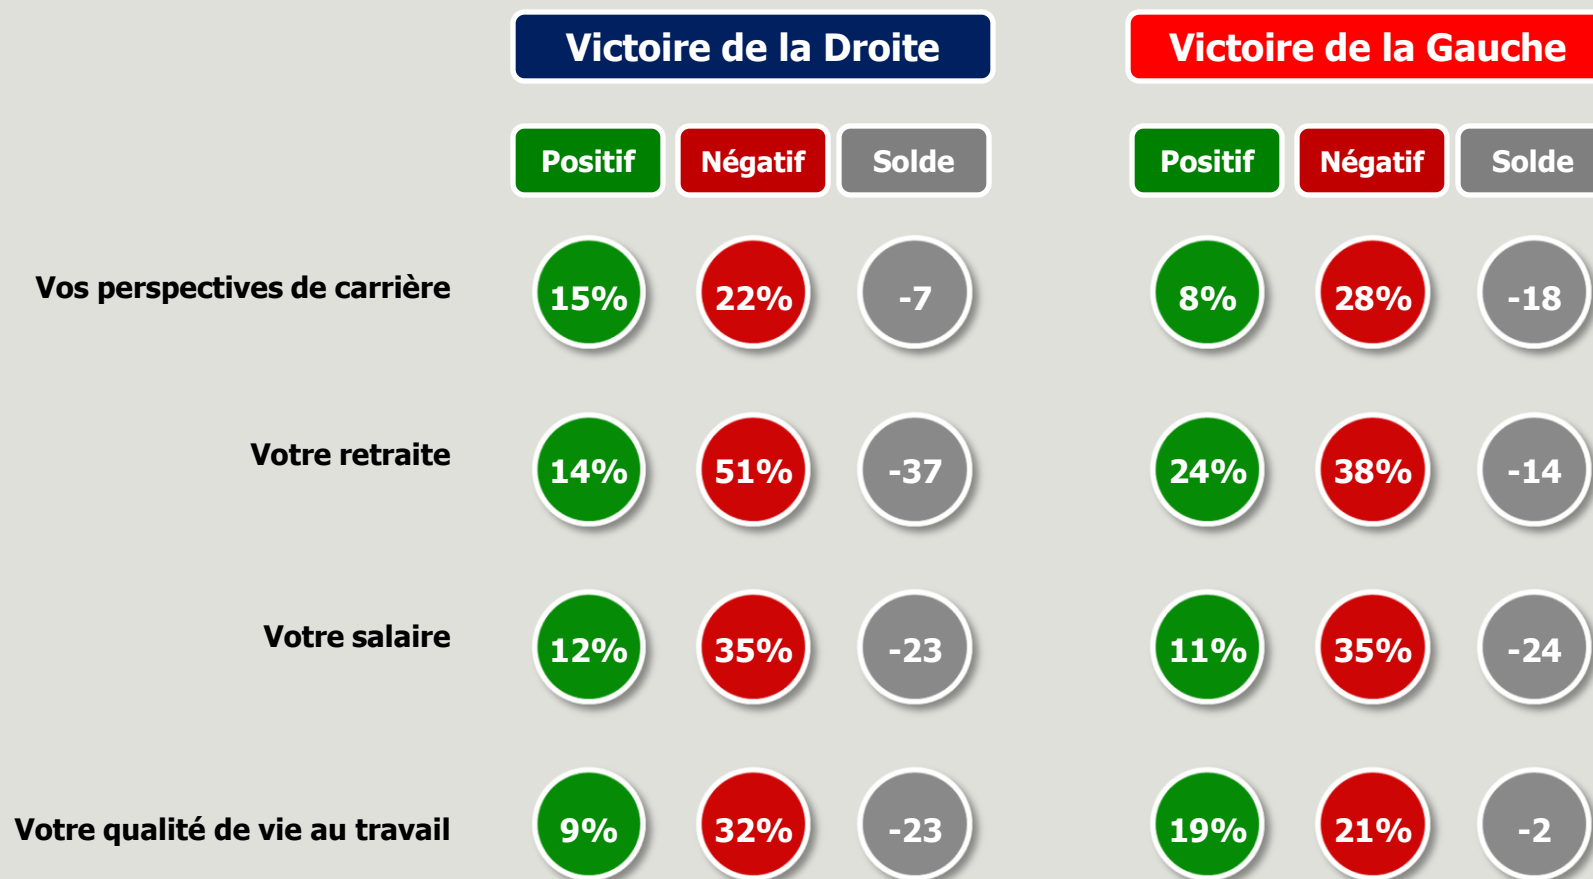 Victoire de la Droite Victoire de la Gauche
Positif Négatif Solde Positif Négatif Solde
Vos perspectives de carrière 15% 22% -7 8% 28% -18
Votre retraite 14% 51% -37 24% 38% -14
Votre salaire 12% 35% -23 11% 35% -24
Votre qualité de vie au travail 9% 32% -23 19% 21% -2